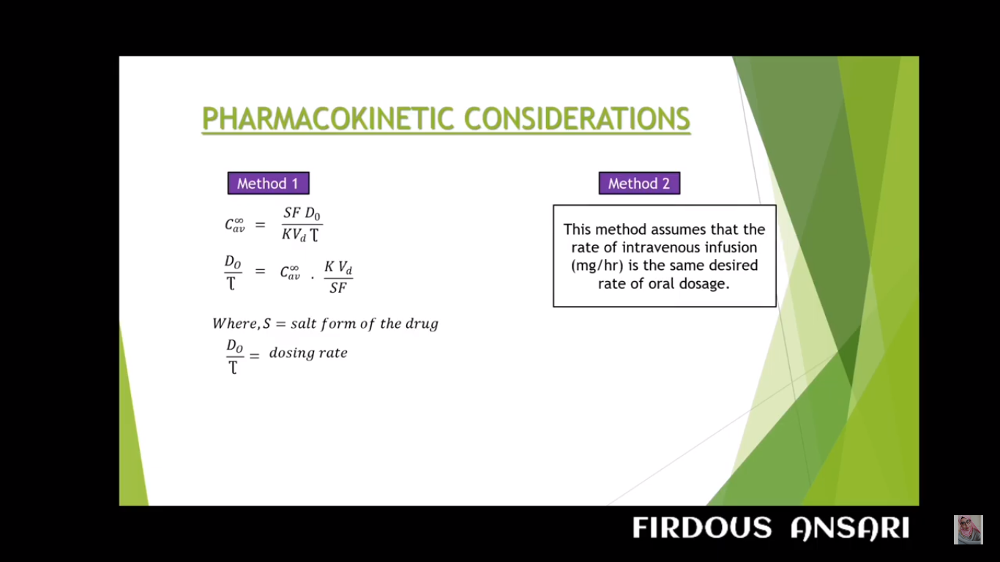 PHARMACOKINETIC CONSIDERATIONS
Method 1
C∞av = SF D0 / KVd Ʈ
DO / Ʈ = C∞av . K Vd / SF
Where, S = salt form of the drug
DO / Ʈ = dosing rate
Method 2
This method assumes that the
rate of intravenous infusion
(mg/hr) is the same desired
rate of oral dosage.
FIRDOUS ANSARI